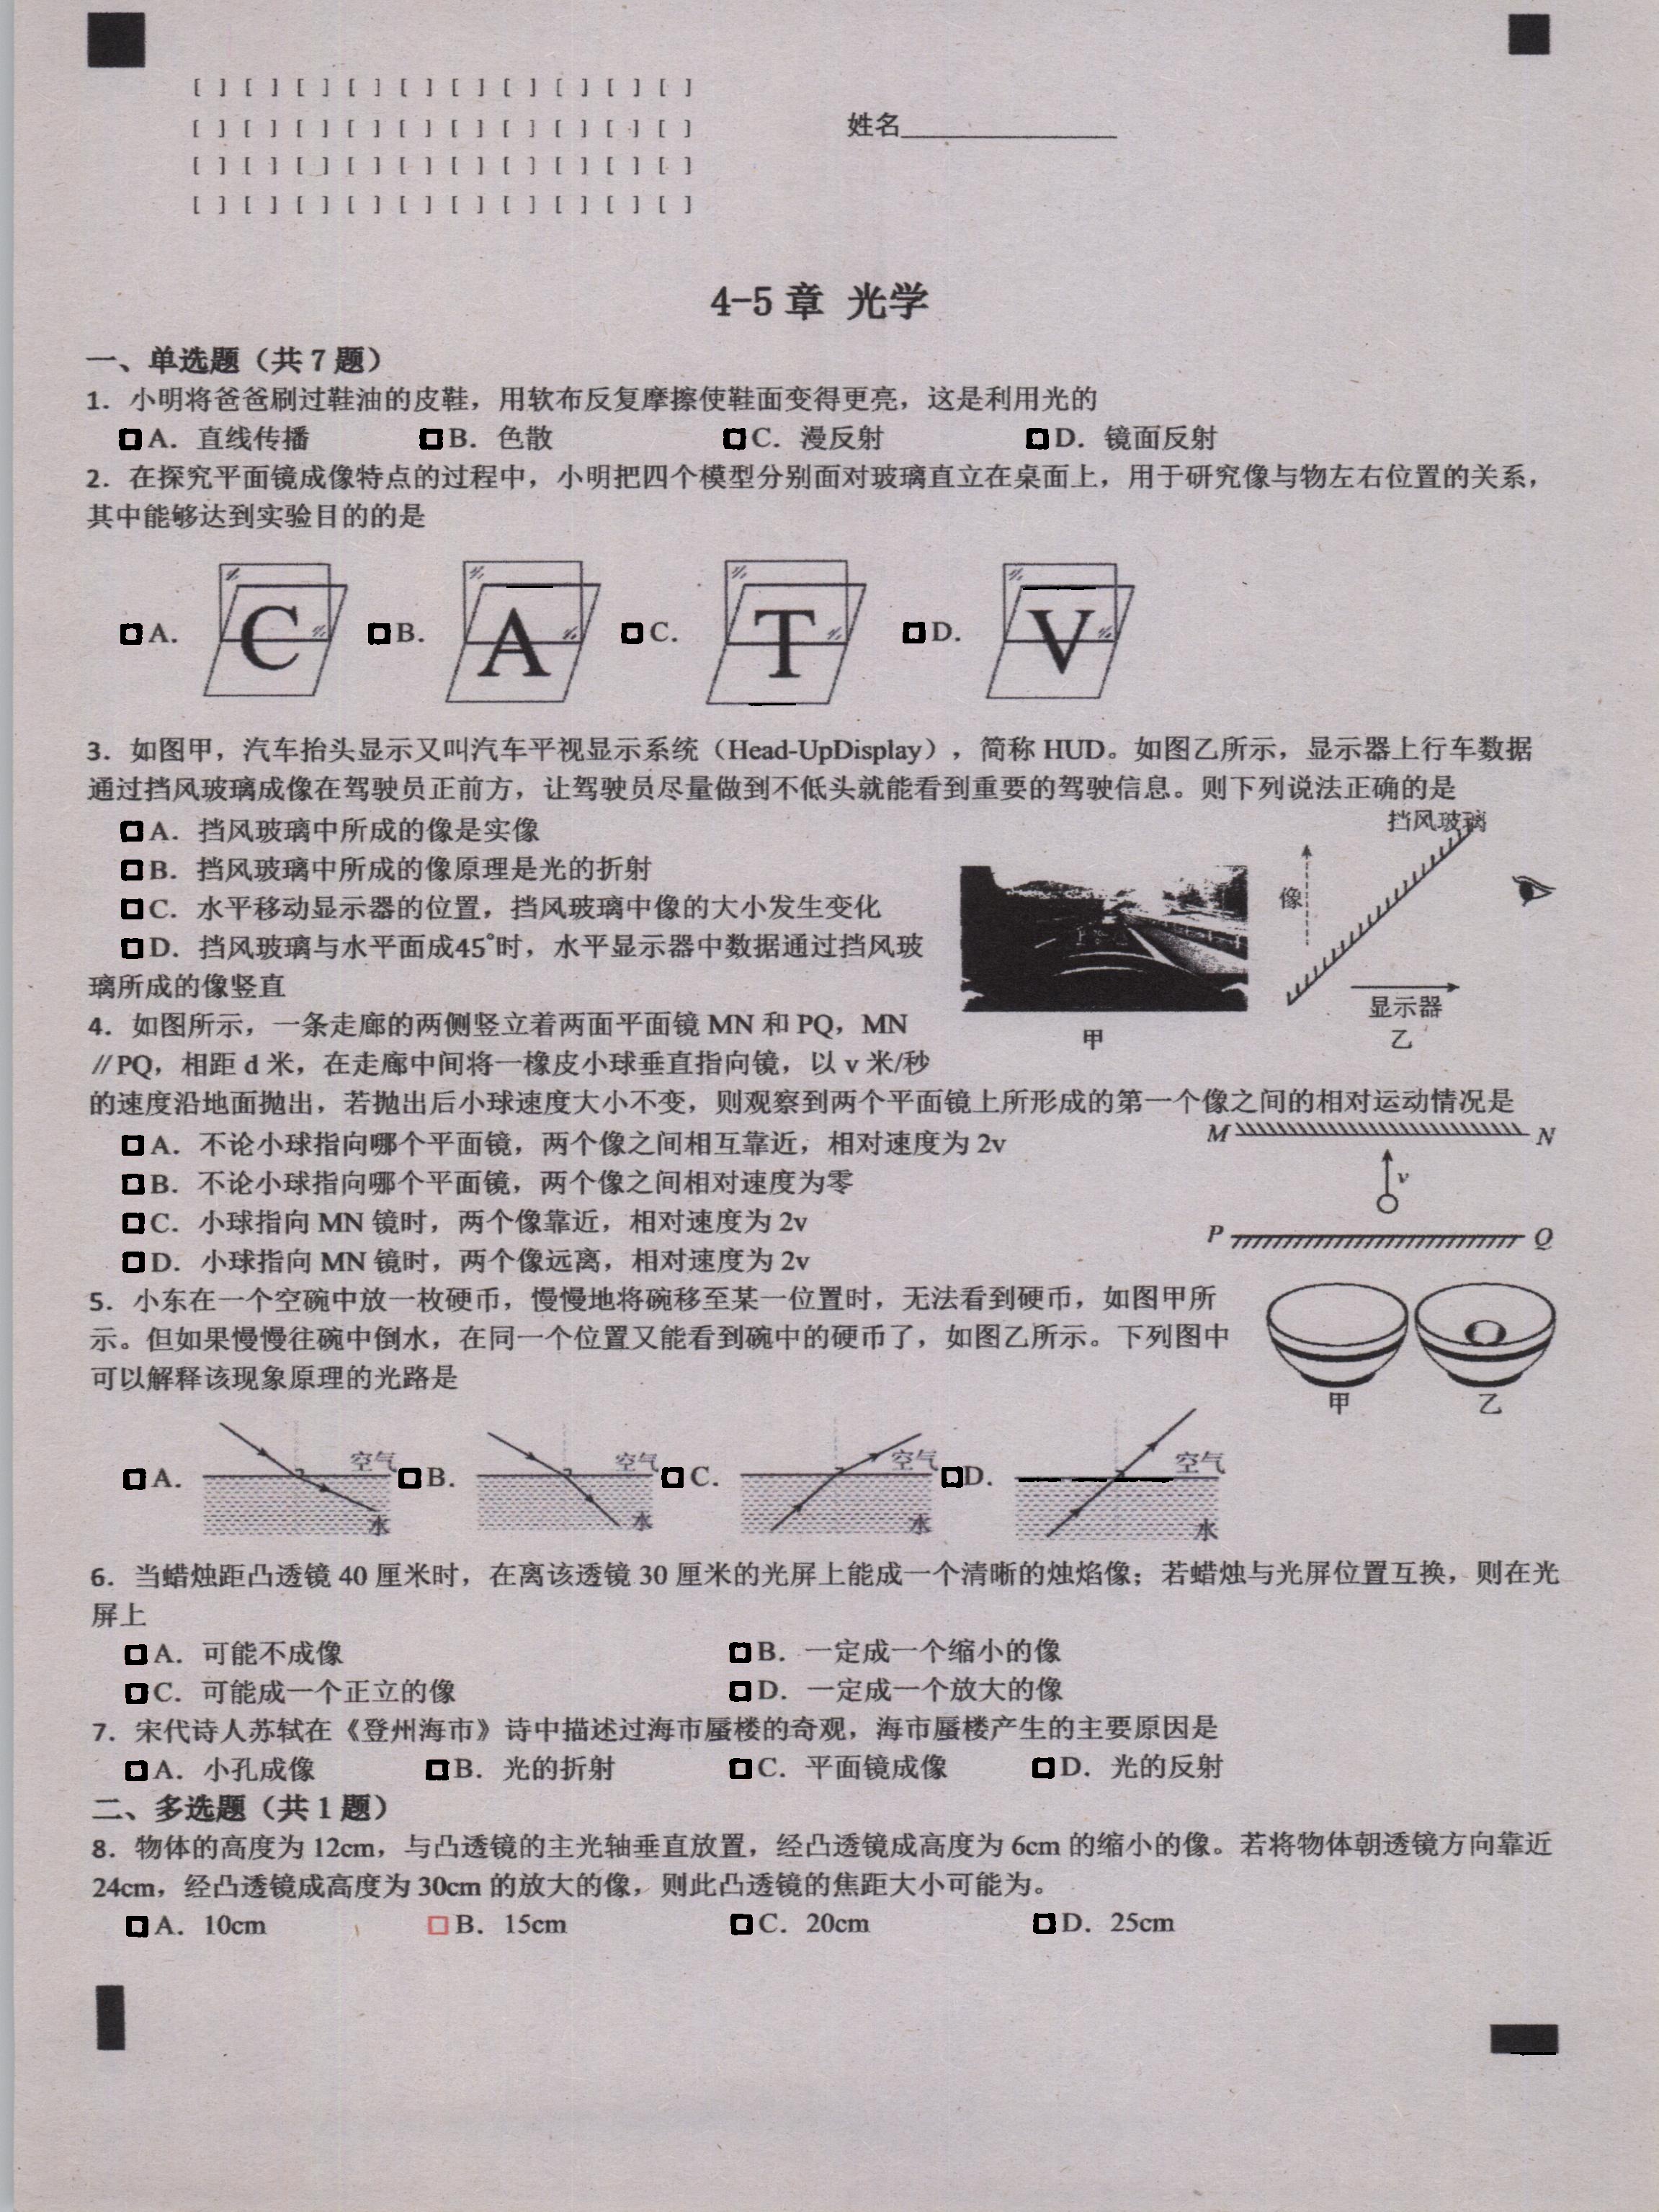 [ ] [ ] [ ] [ ] [ ] [ ] [ ] [ ] [ ] [ ]
[ ] [ ] [ ] [ ] [ ] [ ] [ ] [ ] [ ] [ ]
姓名
[ ] [ ] [ ] [ ] [ ] [ ] [ ] [ ] [ ] [ ]
[ ] [ ] [ ] [ ] [ ] [ ] [ ] [ ] [ ] [ ]
4-5 章 光学
一、单选题（共 7 题）
1. 小明将爸爸刷过鞋油的皮鞋，用软布反复摩擦使鞋面变得更亮，这是利用光的
A. 直线传播 B. 色散 C. 漫反射 D. 镜面反射
2. 在探究平面镜成像特点的过程中，小明把四个模型分别面对玻璃直立在桌面上，用于研究像与物左右位置的关系，
其中能够达到实验目的的是
A. C B. A C. T D. V
3. 如图甲，汽车抬头显示又叫汽车平视显示系统（Head-UpDisplay），简称 HUD。如图乙所示，显示器上行车数据
通过挡风玻璃成像在驾驶员正前方，让驾驶员尽量做到不低头就能看到重要的驾驶信息。则下列说法正确的是
挡风玻璃
A. 挡风玻璃中所成的像是实像
B. 挡风玻璃中所成的像原理是光的折射
像
C. 水平移动显示器的位置，挡风玻璃中像的大小发生变化
D. 挡风玻璃与水平面成45°时，水平显示器中数据通过挡风玻
璃所成的像竖直
显示器
甲 乙
4. 如图所示，一条走廊的两侧竖立着两面平面镜 MN 和 PQ，MN
∥PQ，相距 d 米，在走廊中间将一橡皮小球垂直指向镜，以 v 米/秒
的速度沿地面抛出，若抛出后小球速度大小不变，则观察到两个平面镜上所形成的第一个像之间的相对运动情况是
M N
A. 不论小球指向哪个平面镜，两个像之间相互靠近，相对速度为 2v
B. 不论小球指向哪个平面镜，两个像之间相对速度为零
v
C. 小球指向 MN 镜时，两个像靠近，相对速度为 2v
P Q
D. 小球指向 MN 镜时，两个像远离，相对速度为 2v
5. 小东在一个空碗中放一枚硬币，慢慢地将碗移至某一位置时，无法看到硬币，如图甲所
示。但如果慢慢往碗中倒水，在同一个位置又能看到碗中的硬币了，如图乙所示。下列图中
可以解释该现象原理的光路是
甲 乙
A. 空气 水 B. 空气 水 C. 空气 水 D. 空气 水
6. 当蜡烛距凸透镜 40 厘米时，在离该透镜 30 厘米的光屏上能成一个清晰的烛焰像；若蜡烛与光屏位置互换，则在光
屏上
A. 可能不成像 B. 一定成一个缩小的像
C. 可能成一个正立的像 D. 一定成一个放大的像
7. 宋代诗人苏轼在《登州海市》诗中描述过海市蜃楼的奇观，海市蜃楼产生的主要原因是
A. 小孔成像 B. 光的折射 C. 平面镜成像 D. 光的反射
二、多选题（共 1 题）
8. 物体的高度为 12cm，与凸透镜的主光轴垂直放置，经凸透镜成高度为 6cm 的缩小的像。若将物体朝透镜方向靠近
24cm，经凸透镜成高度为 30cm 的放大的像，则此凸透镜的焦距大小可能为。
A. 10cm B. 15cm C. 20cm D. 25cm